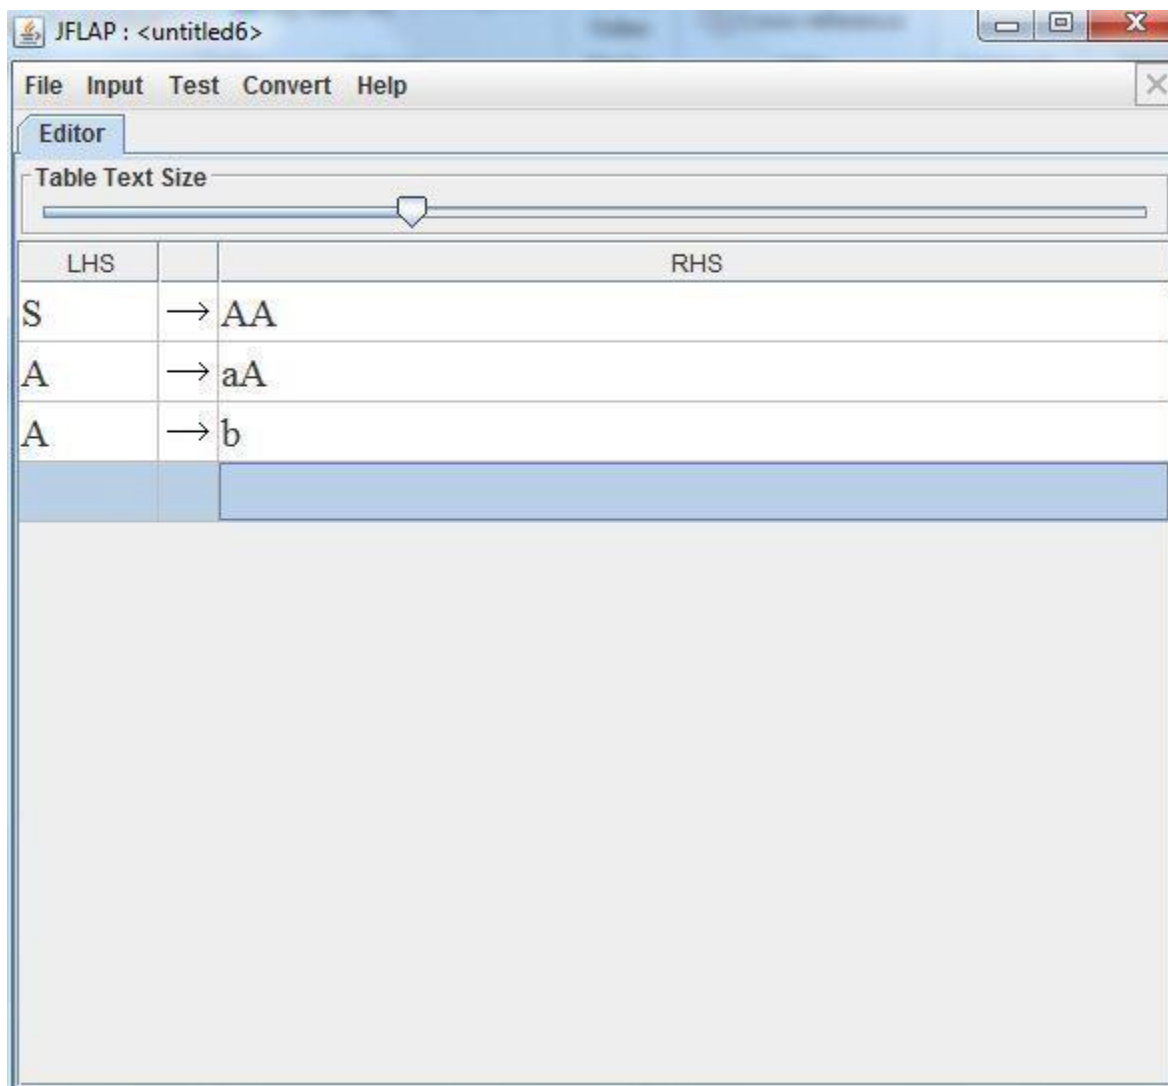 JFLAP : <untitled6>
File Input Test Convert Help
Editor
Table Text Size
LHS RHS
S → AA
A → aA
A → b